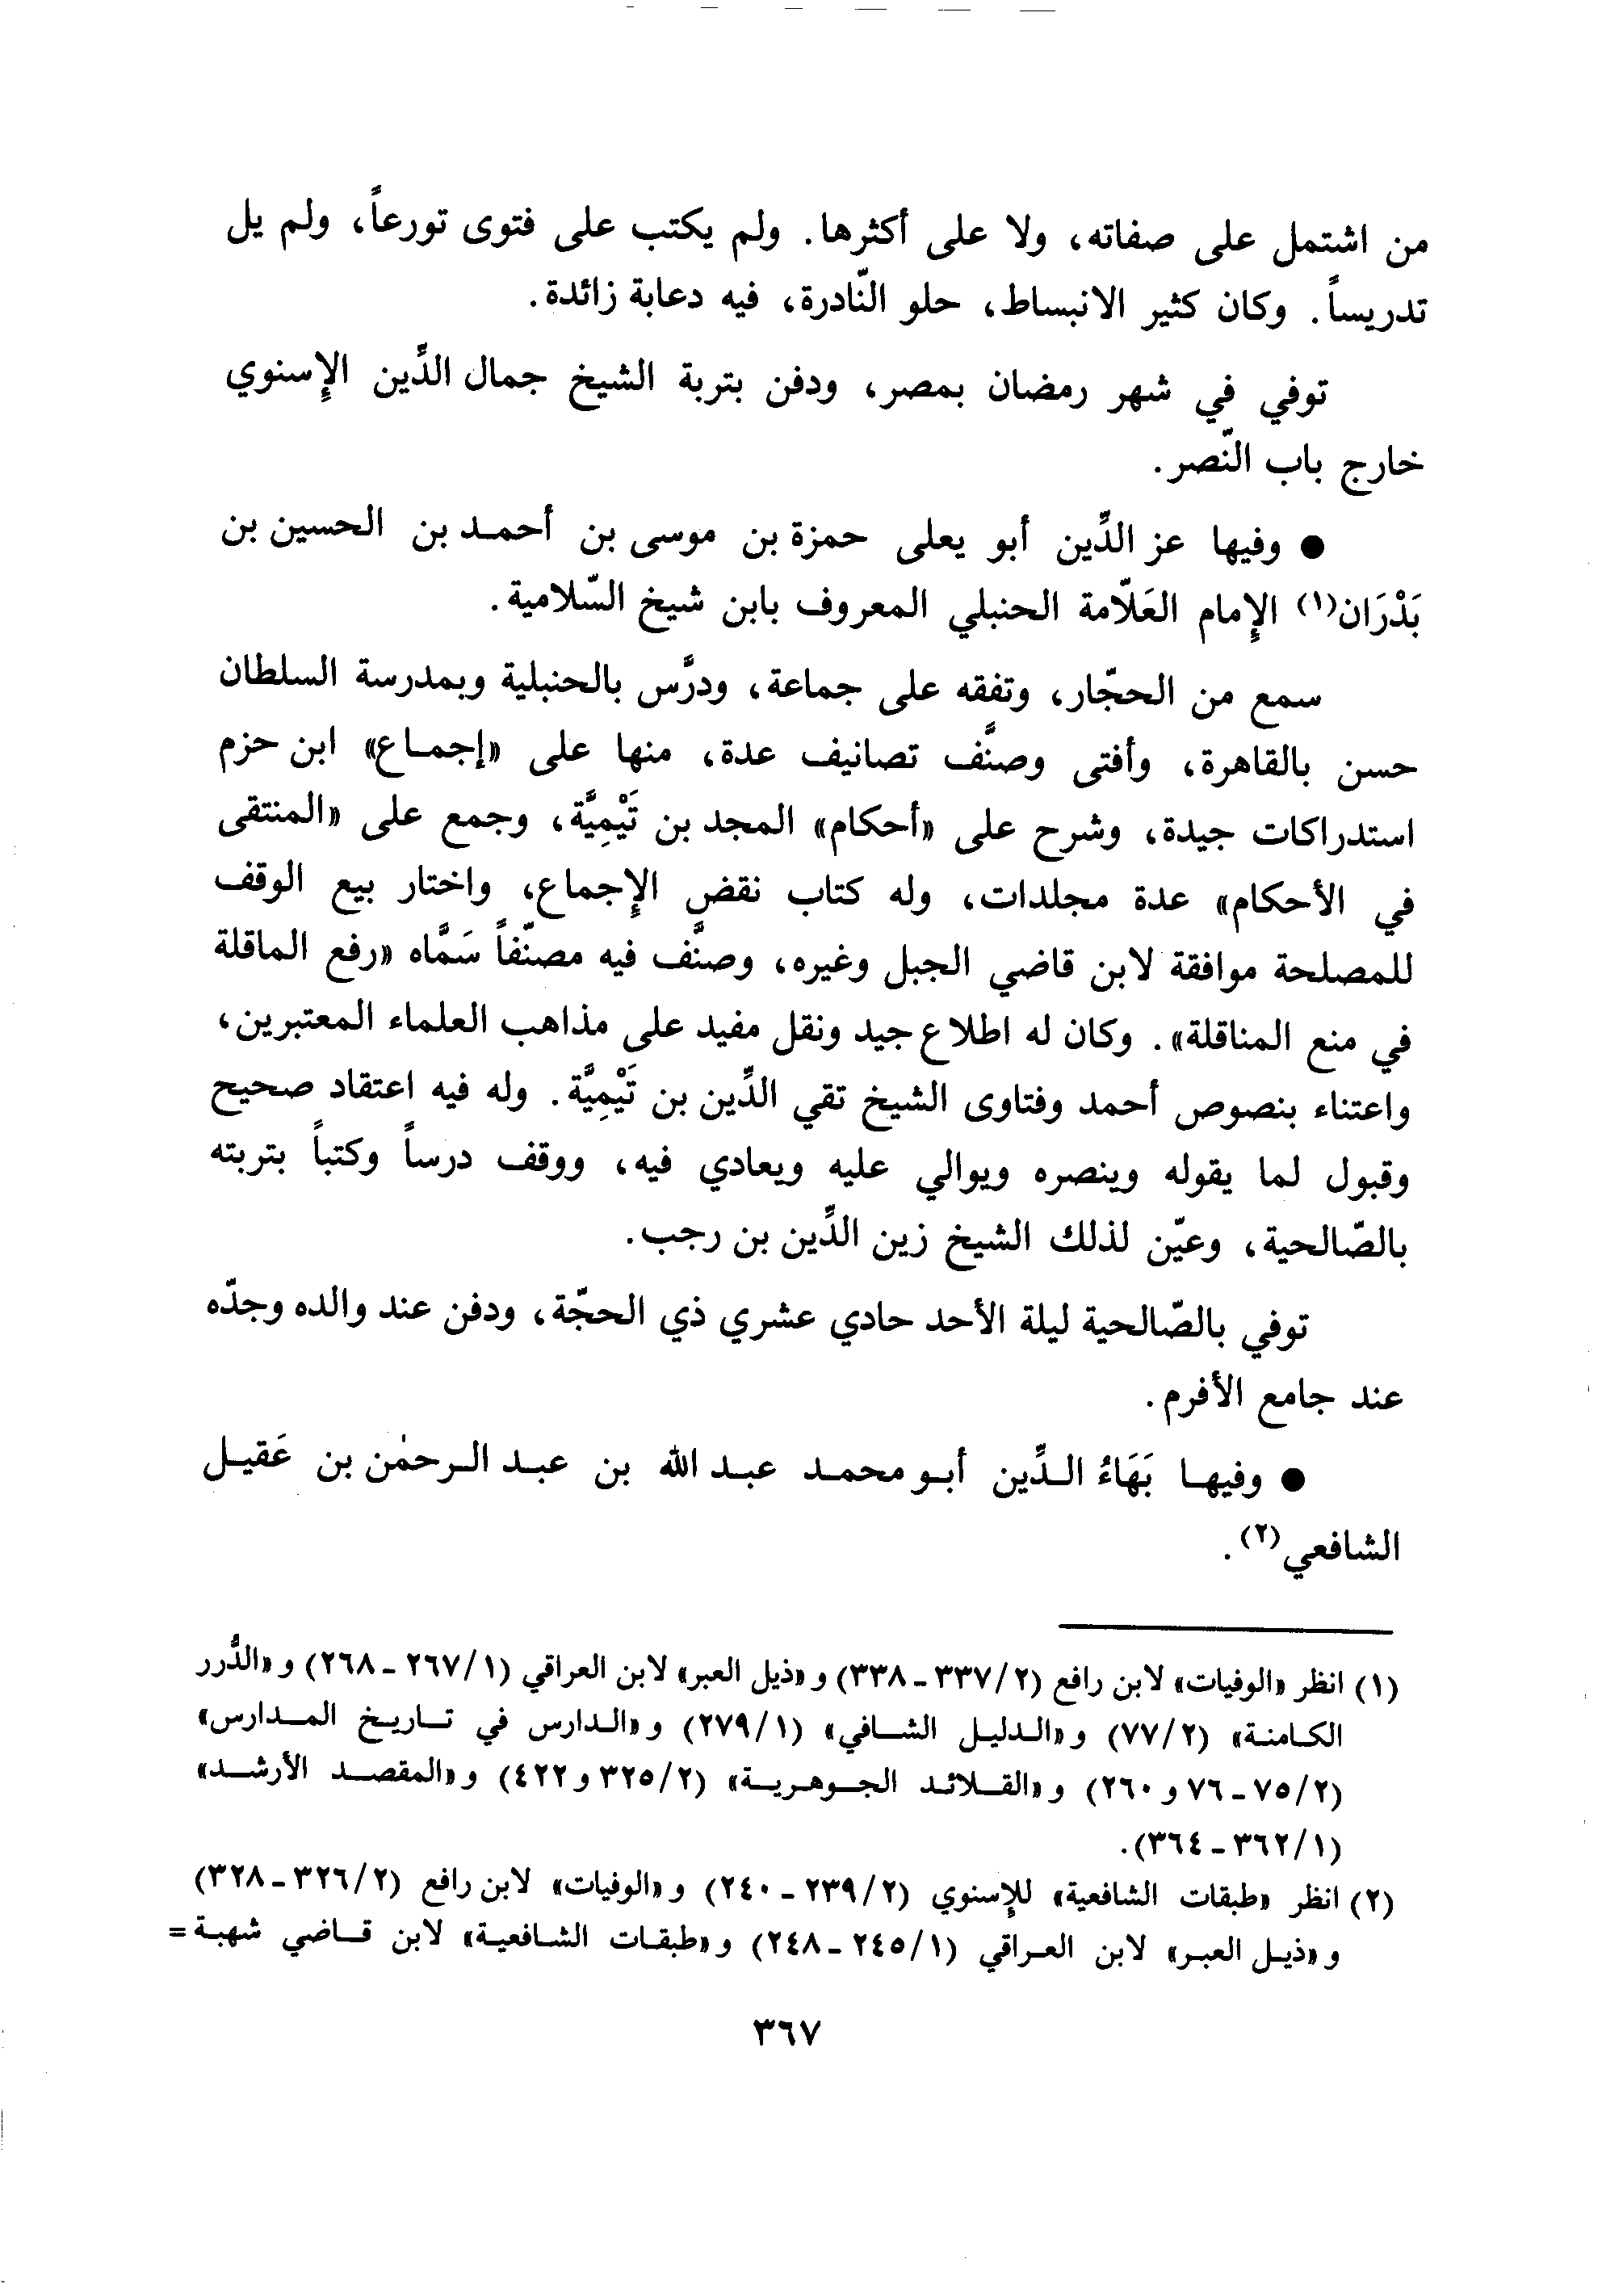 من اشتمل على صفاته، ولا على أكثرها. ولم يكتب على فتوى تورعاً، ولم يل
تدريساً. وكان كثير الانبساط، حلو النّادرة، فيه دعابة زائدة.
توفي في شهر رمضان بمصر، ودفن بتربة الشيخ جمال الدِّين الإِسنوي
خارج باب النّصر.
● وفيها عز الدِّين أبو يعلى حمزة بن موسى بن أحمد بن الحسين بن
بَدْرَان(١) الإِمام العَلّامة الحنبلي المعروف بابن شيخ السّلامية.
سمع من الحجّار، وتفقه على جماعة، ودرَّس بالحنبلية وبمدرسة السلطان
حسن بالقاهرة، وأفتى وصنَّف تصانيف عدة، منها على «إجماع» ابن حزم
استدراكات جيدة، وشرح على «أحكام» المجد بن تَيْمِيَّة، وجمع على «المنتقى
في الأحكام» عدة مجلدات، وله كتاب نقض الإِجماع، واختار بيع الوقف
للمصلحة موافقة لابن قاضي الجبل وغيره، وصنَّف فيه مصنّفاً سَمَّاه «رفع الماقلة
في منع المناقلة». وكان له اطلاع جيد ونقل مفيد على مذاهب العلماء المعتبرين،
واعتناء بنصوص أحمد وفتاوى الشيخ تقي الدِّين بن تَيْمِيَّة. وله فيه اعتقاد صحيح
وقبول لما يقوله وينصره ويوالي عليه ويعادي فيه، ووقف درساً وكتباً بتربته
بالصّالحية، وعيّن لذلك الشيخ زين الدِّين بن رجب.
توفي بالصّالحية ليلة الأحد حادي عشري ذي الحجّة، ودفن عند والده وجدّه
عند جامع الأفرم.
● وفيها بَهَاءُ الدِّين أبو محمد عبد الله بن عبد الرحمٰن بن عَقيل
الشافعي(٢).
(١) انظر «الوفيات» لابن رافع (٢/ ٣٣٧ - ٣٣٨) و «ذيل العبر» لابن العراقي (١/ ٢٦٧ - ٢٦٨) و «الدُّرر
الكامنة» (٢/ ٧٧) و «الدليل الشافي» (١/ ٢٧٩) و «الدارس في تاريخ المدارس»
(٢/ ٧٥ - ٧٦ و ٢٦٠) و «القلائد الجوهرية» (٢/ ٣٢٥ و ٤٢٢) و «المقصد الأرشد»
(١/ ٣٦٢ - ٣٦٤).
(٢) انظر «طبقات الشافعية» للإِسنوي (٢/ ٢٣٩ - ٢٤٠) و «الوفيات» لابن رافع (٢/ ٣٢٦ - ٣٢٨)
و «ذيل العبر» لابن العراقي (١/ ٢٤٥ - ٢٤٨) و «طبقات الشافعية» لابن قاضي شهبة =
٣٦٧